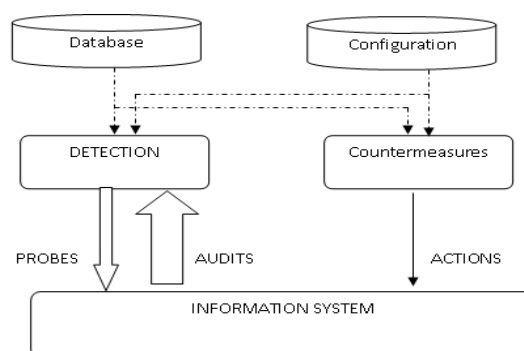 Database
Configuration
DETECTION
Countermeasures
PROBES
AUDITS
ACTIONS
INFORMATION SYSTEM